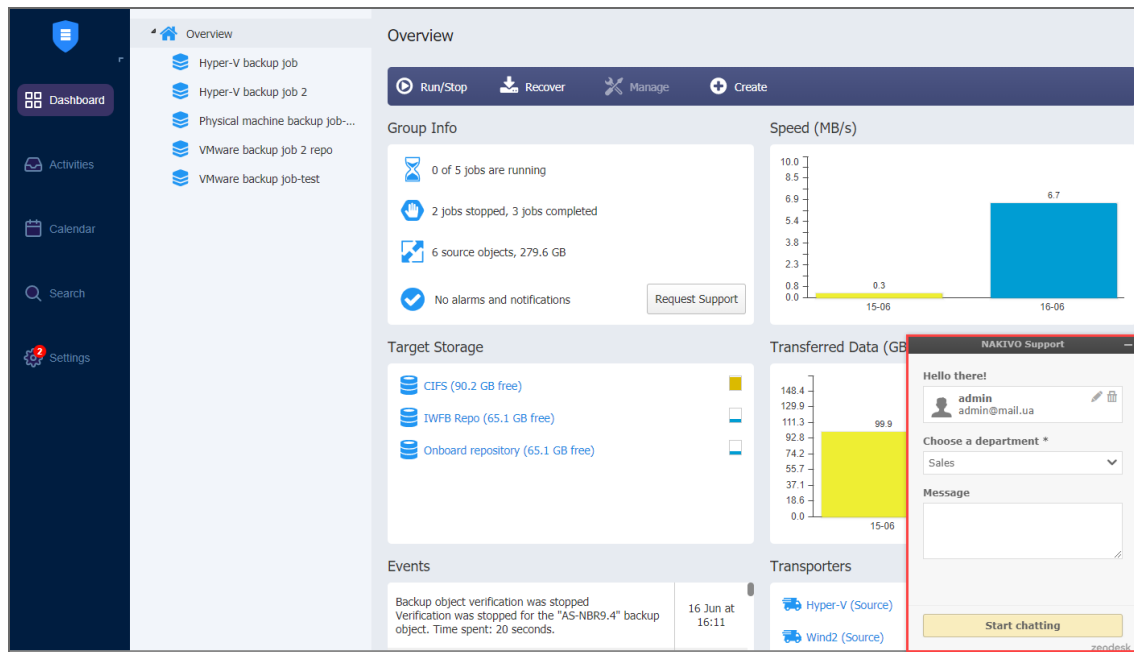 Dashboard
Activities
Calendar
Search
2
Settings
Overview
Hyper-V backup job
Hyper-V backup job 2
Physical machine backup job-...
VMware backup job 2 repo
VMware backup job-test
Overview
Run/Stop
Recover
Manage
Create
Group Info
0 of 5 jobs are running
2 jobs stopped, 3 jobs completed
6 source objects, 279.6 GB
No alarms and notifications
Request Support
Speed (MB/s)
10.0
8.5
6.9
5.4
3.8
2.3
0.8
0.0
0.3
6.7
15-06
16-06
Target Storage
CIFS (90.2 GB free)
IWFB Repo (65.1 GB free)
Onboard repository (65.1 GB free)
Transferred Data (GB
148.4
129.9
111.3
92.8
74.2
55.7
37.1
18.6
0.0
99.9
15-06
Events
Backup object verification was stopped
Verification was stopped for the "AS-NBR9.4" backup
object. Time spent: 20 seconds.
16 Jun at
16:11
Transporters
Hyper-V (Source)
Wind2 (Source)
NAKIVO Support
Hello there!
admin
admin@mail.ua
Choose a department *
Sales
Message
Start chatting
zendesk